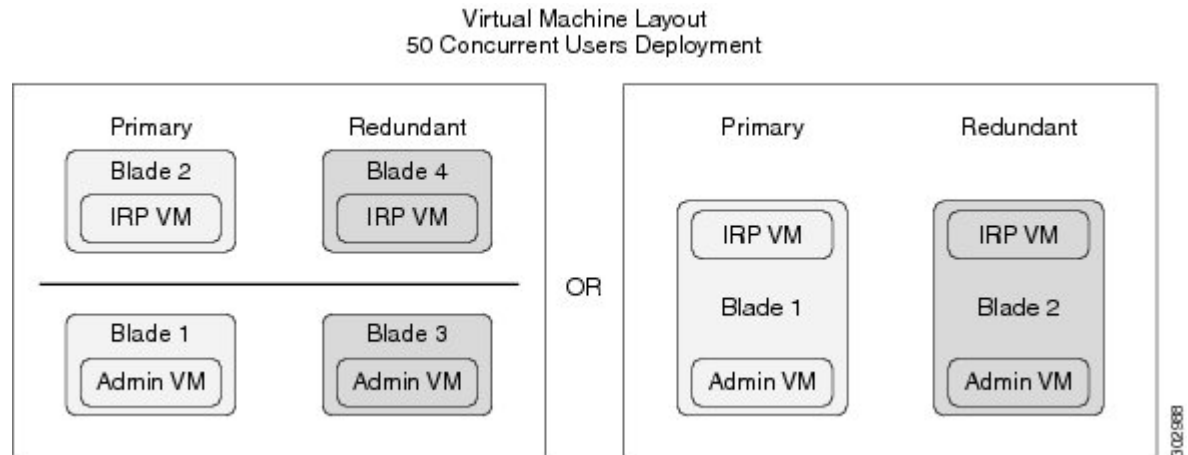 Virtual Machine Layout
50 Concurrent Users Deployment
Primary
Redundant
Blade 2
IRP VM
Blade 4
IRP VM
Blade 1
Admin VM
Blade 3
Admin VM
OR
Primary
Redundant
IRP VM
Blade 1
Admin VM
IRP VM
Blade 2
Admin VM
302988